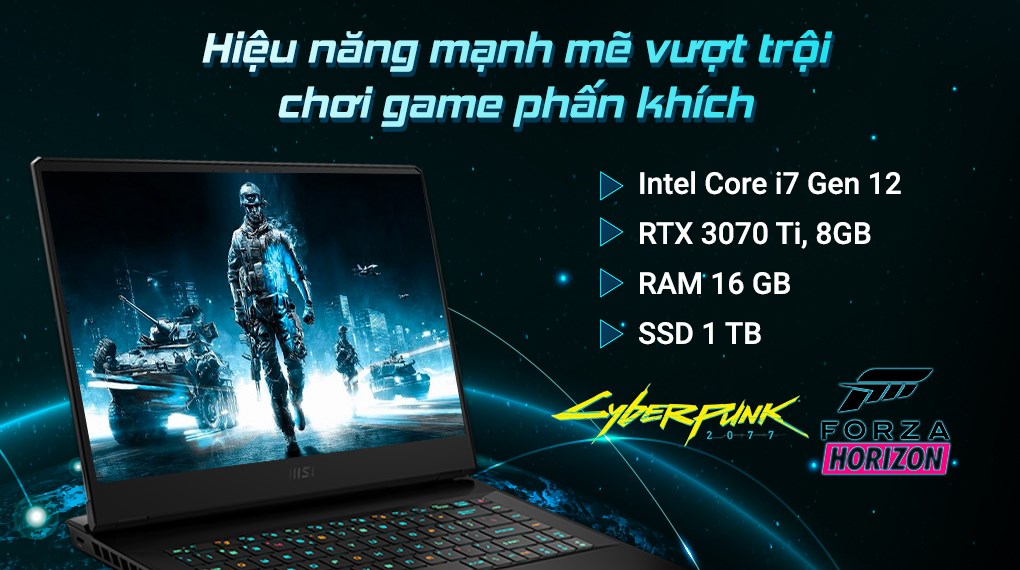 Hiệu năng mạnh mẽ vượt trội
chơi game phấn khích
Intel Core i7 Gen 12
RTX 3070 Ti, 8GB
RAM 16 GB
SSD 1 TB
CYBERPUNK
2077
FORZA
HORIZON
msi